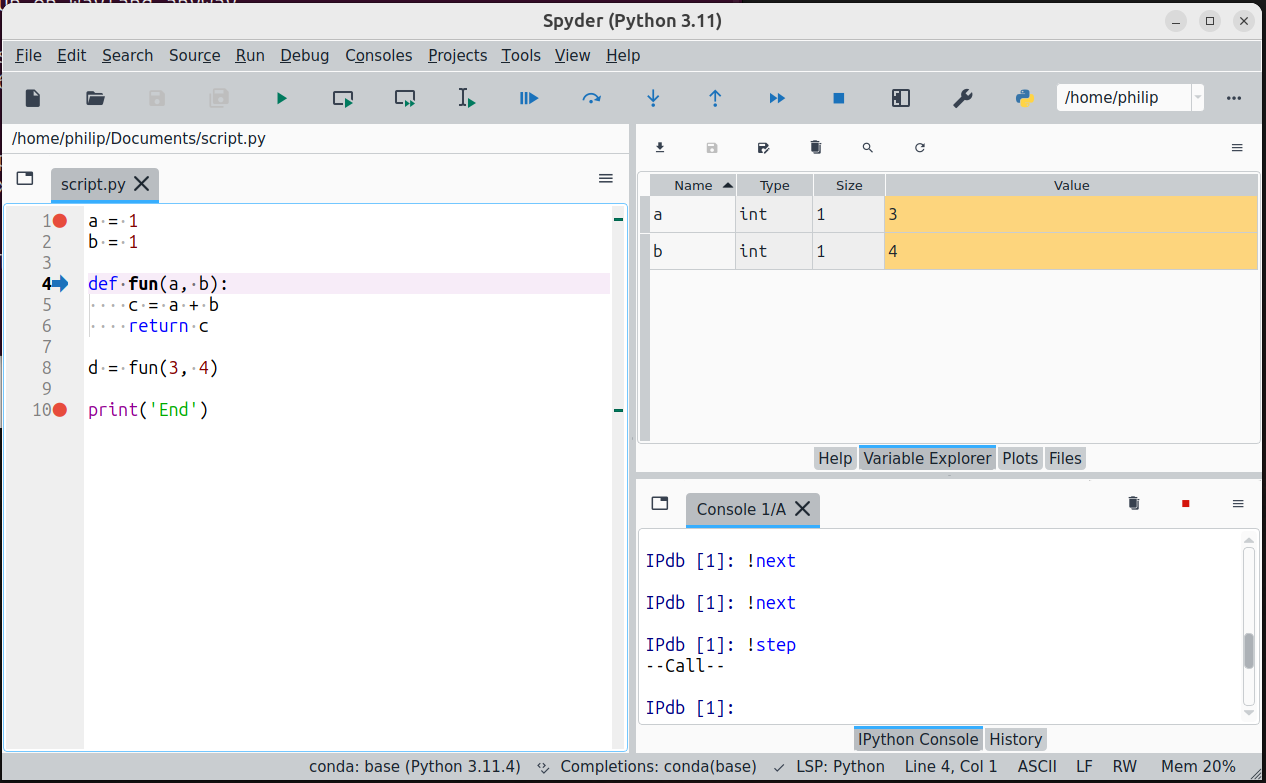 Spyder (Python 3.11)
File Edit Search Source Run Debug Consoles Projects Tools View Help
/home/philip
/home/philip/Documents/script.py
script.py
1 a = 1
2 b = 1
3
4 def fun(a, b):
5 c = a + b
6 return c
7
8 d = fun(3, 4)
9
10 print('End')
Name Type Size Value
a int 1 3
b int 1 4
Help Variable Explorer Plots Files
Console 1/A
IPdb [1]: !next
IPdb [1]: !next
IPdb [1]: !step
--Call--
IPdb [1]:
IPython Console History
conda: base (Python 3.11.4) Completions: conda(base) LSP: Python Line 4, Col 1 ASCII LF RW Mem 20%